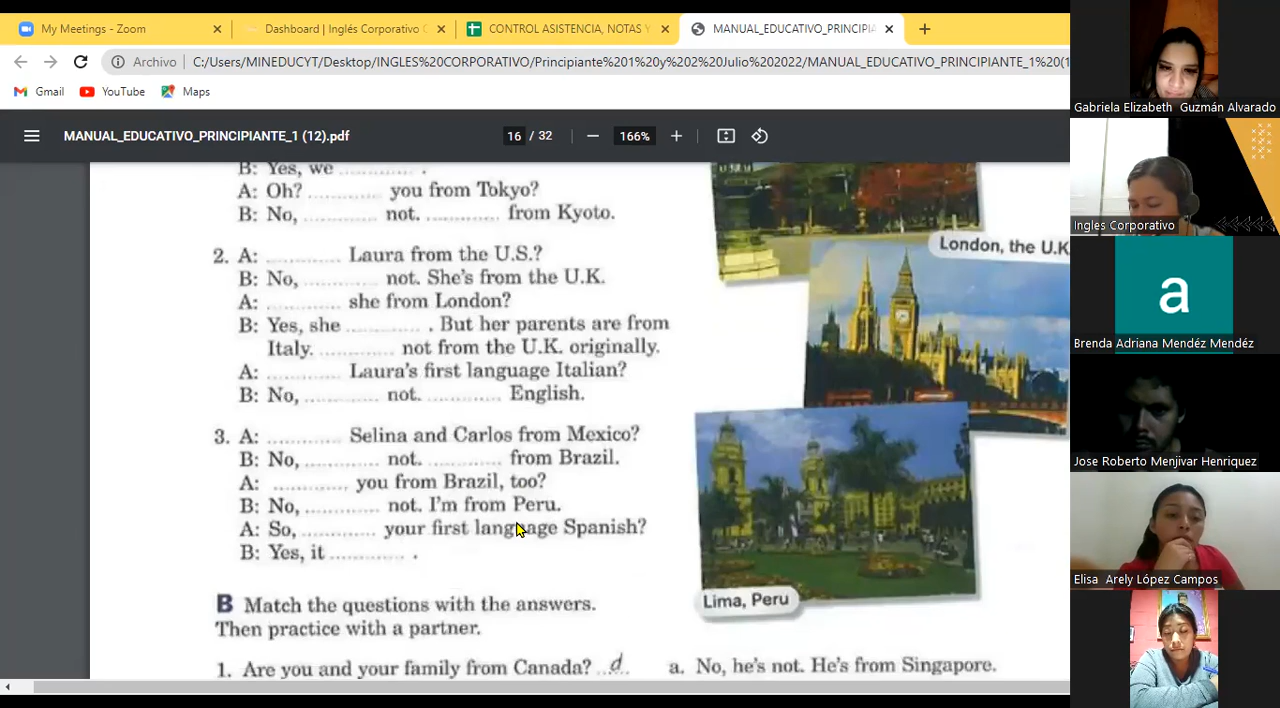 My Meetings - Zoom
Dashboard | Inglés Corporativo C
CONTROL ASISTENCIA, NOTAS Y
MANUAL_EDUCATIVO_PRINCIPIA
Archivo
C:/Users/MINEDUCYT/Desktop/INGLES%20CORPORATIVO/Principiante%201%20y%202%20Julio%202022/MANUAL_EDUCATIVO_PRINCIPIANTE_1%20(1
Gmail YouTube Maps
MANUAL_EDUCATIVO_PRINCIPIANTE_1 (12).pdf
16 / 32
166%
B: Yes, we ............ .
A: Oh? ............ you from Tokyo?
B: No, ............ not. ............ from Kyoto.
2. A: ............ Laura from the U.S.?
B: No, ............ not. She's from the U.K.
A: ............ she from London?
B: Yes, she ............ . But her parents are from
Italy. ............ not from the U.K. originally.
A: ............ Laura's first language Italian?
B: No, ............ not. ............ English.
3. A: ............ Selina and Carlos from Mexico?
B: No, ............ not. ............ from Brazil.
A: ............ you from Brazil, too?
B: No, ............ not. I'm from Peru.
A: So, ............ your first language Spanish?
B: Yes, it ............ .
B Match the questions with the answers.
Then practice with a partner.
1. Are you and your family from Canada? ...d...
a. No, he's not. He's from Singapore.
London, the U.K
Lima, Peru
Gabriela Elizabeth Guzmán Alvarado
Ingles Corporativo
a
Brenda Adriana Mendéz Mendéz
Jose Roberto Menjivar Henriquez
Elisa Arely López Campos